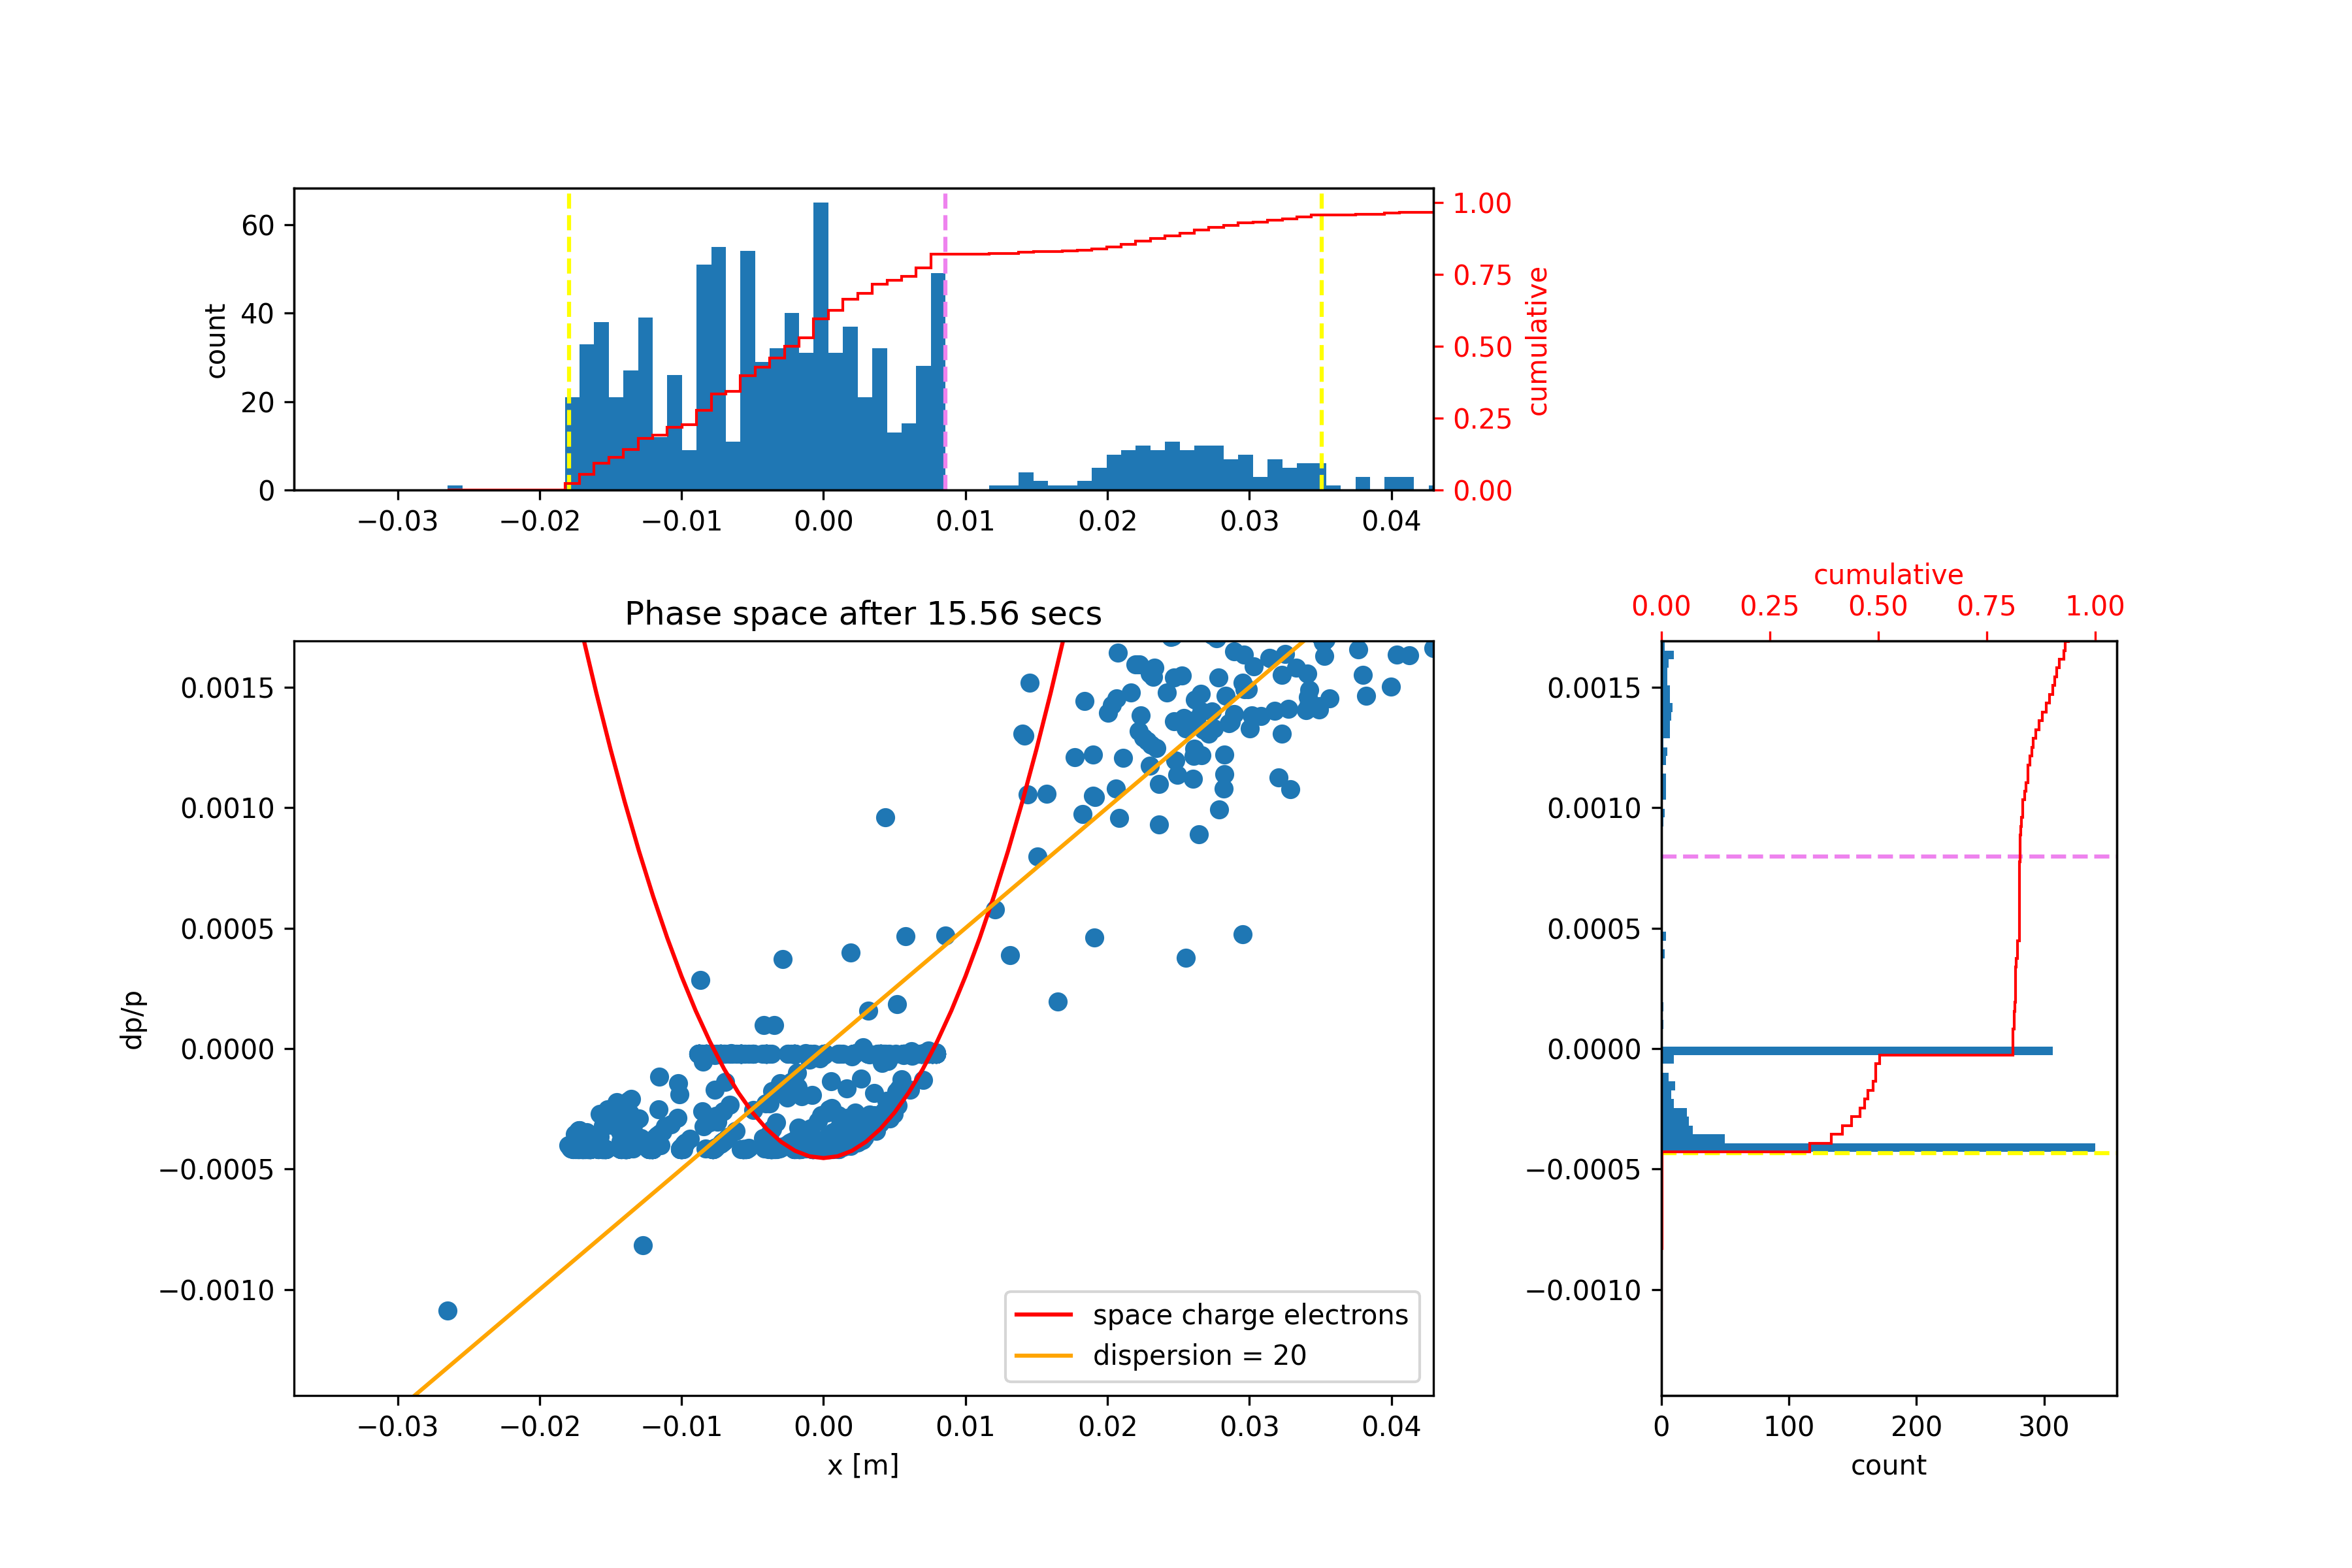 60
40
20
0
count
1.00
0.75
0.50
0.25
0.00
cumulative
−0.03 −0.02 −0.01 0.00 0.01 0.02 0.03 0.04
Phase space after 15.56 secs
0.0015
0.0010
0.0005
0.0000
−0.0005
−0.0010
dp/p
space charge electrons
dispersion = 20
−0.03 −0.02 −0.01 0.00 0.01 0.02 0.03 0.04
x [m]
cumulative
0.00 0.25 0.50 0.75 1.00
0.0015
0.0010
0.0005
0.0000
−0.0005
−0.0010
0 100 200 300
count